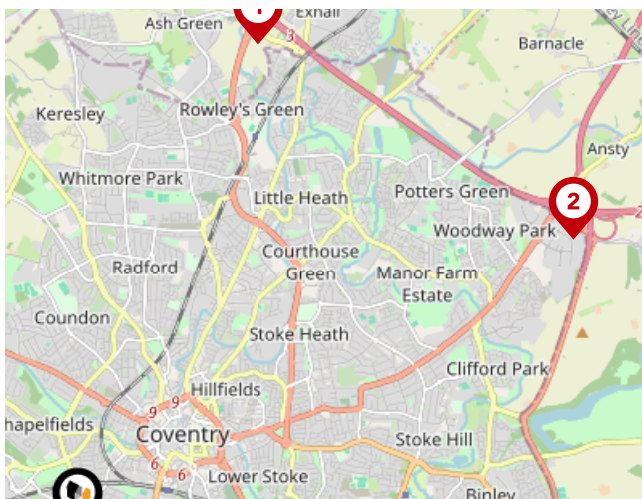 Exhall
Ash Green
3
Barnacle
Keresley
Rowley's Green
Ansty
Whitmore Park
Little Heath
Potters Green
2
Woodway Park
Courthouse
Green
Radford
Manor Farm
Estate
Coundon
Stoke Heath
Clifford Park
Hillfields
9
9
hapelfields
Coventry
Stoke Hill
6
6
Lower Stoke
Binley